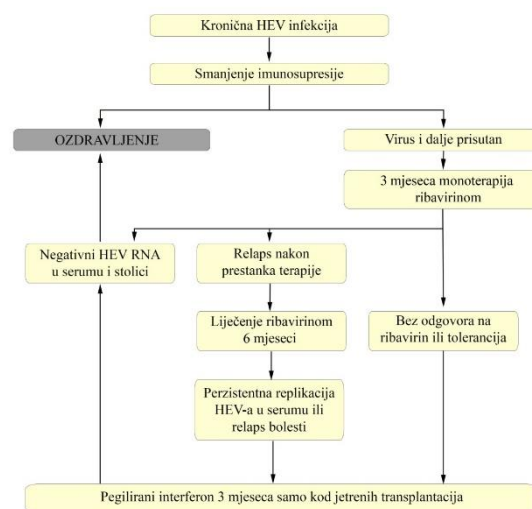 Kronična HEV infekcija
Smanjenje imunosupresije
OZDRAVLJENJE
Virus i dalje prisutan
3 mjeseca monoterapija
ribavirinom
Negativni HEV RNA
u serumu i stolici
Relaps nakon
prestanka terapije
Liječenje ribavirinom
6 mjeseci
Bez odgovora na
ribavirin ili tolerancija
Perzistentna replikacija
HEV-a u serumu ili
relaps bolesti
Pegilirani interferon 3 mjeseca samo kod jetrenih transplantacija